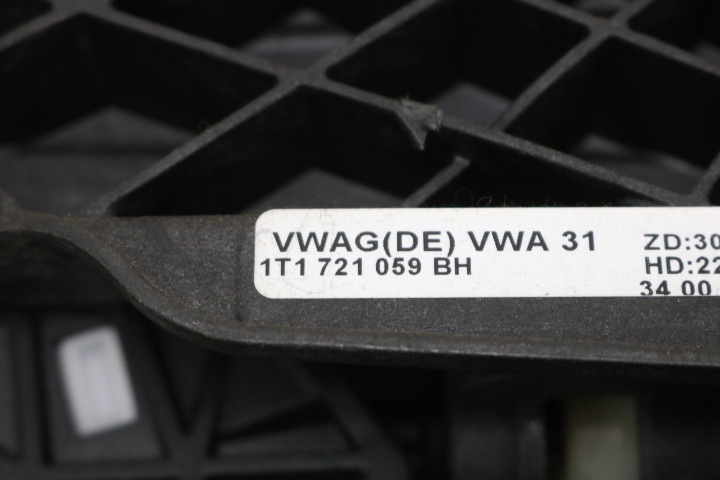 VWAG(DE) VWA 31 ZD:30
1T1 721 059 BH HD:22
34 00